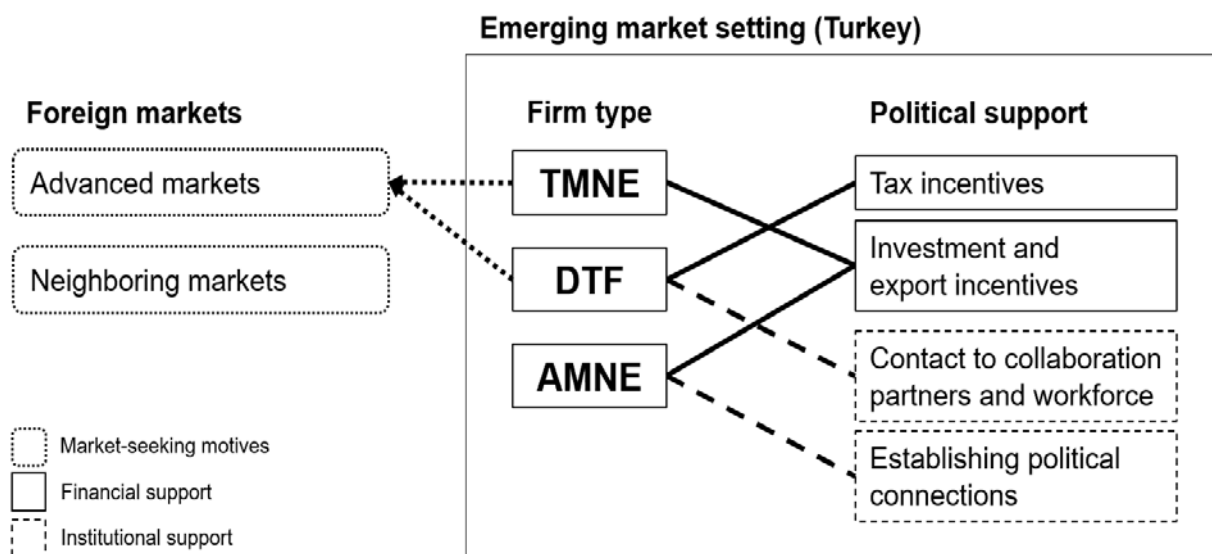 Emerging market setting (Turkey)
Foreign markets
Firm type
Political support
Advanced markets
TMNE
Tax incentives
Neighboring markets
DTF
Investment and
export incentives
AMNE
Contact to collaboration
partners and workforce
Establishing political
connections
Market-seeking motives
Financial support
Institutional support